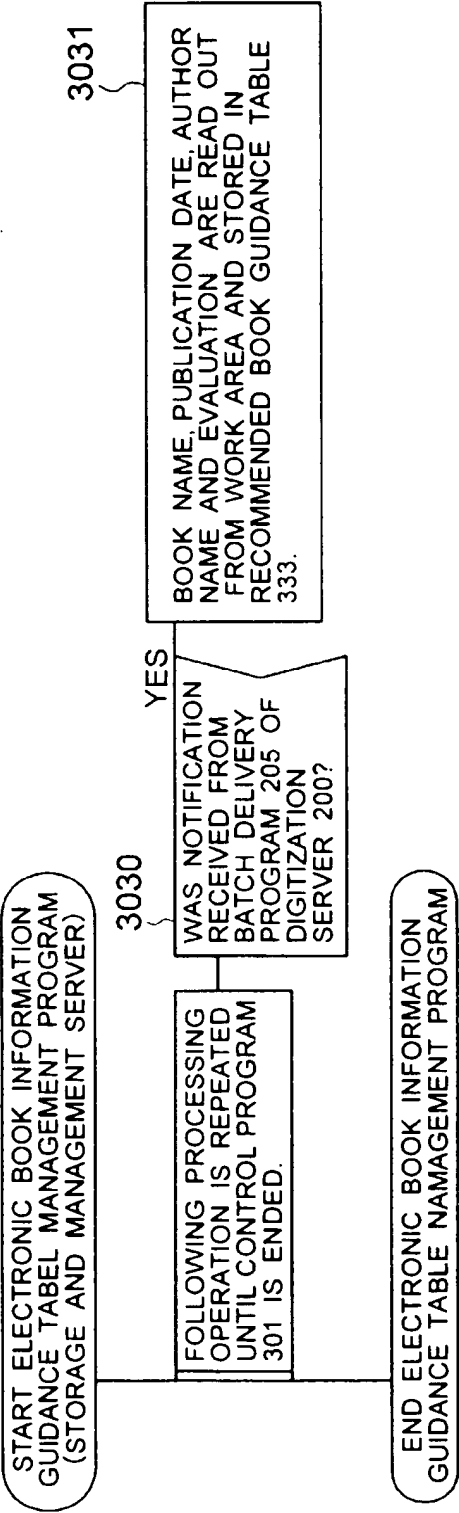 START ELECTRONIC BOOK INFORMATION
GUIDANCE TABEL MANAGEMENT PROGRAM
(STORAGE AND MANAGEMENT SERVER)
FOLLOWING PROCESSING
OPERATION IS REPEATED
UNTIL CONTROL PROGRAM
301 IS ENDED.
3030
WAS NOTIFICATION
RECEIVED FROM
BATCH DELIVERY
PROGRAM 205 OF
DIGITIZATION
SERVER 200?
YES
3031
BOOK NAME, PUBLICATION DATE, AUTHOR
NAME AND EVALUATION ARE READ OUT
FROM WORK AREA AND STORED IN
RECOMMENDED BOOK GUIDANCE TABLE
333.
END ELECTRONIC BOOK INFORMATION
GUIDANCE TABLE NAMAGEMENT PROGRAM